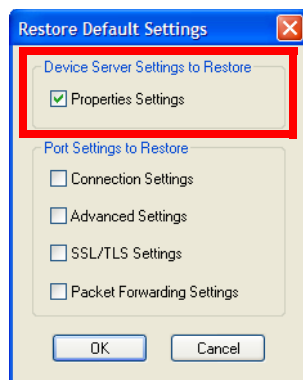 Restore Default Settings
Device Server Settings to Restore
Properties Settings
Port Settings to Restore
Connection Settings
Advanced Settings
SSL/TLS Settings
Packet Forwarding Settings
OK Cancel